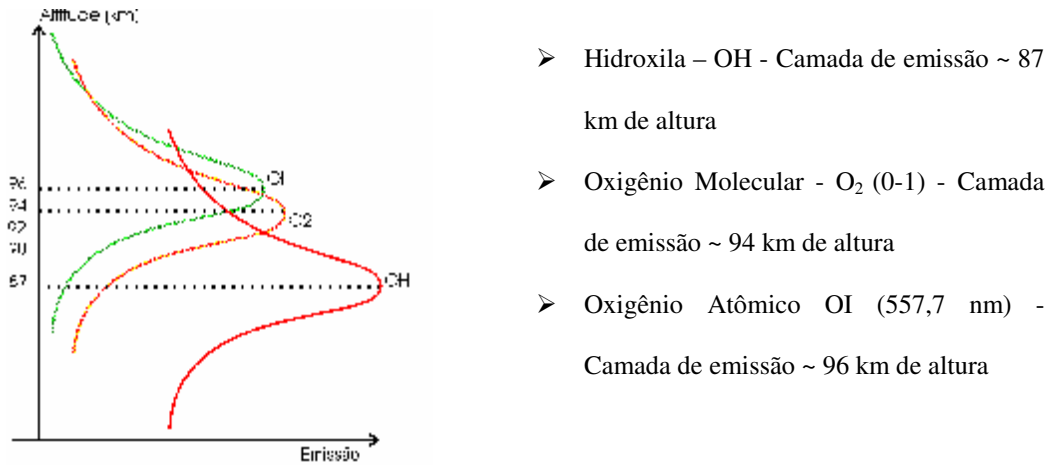 Altitude (km)
96
94
92
90
87
OI
O2
OH
Emissão
➢ Hidroxila – OH - Camada de emissão ~ 87
km de altura
➢ Oxigênio Molecular - O₂ (0-1) - Camada
de emissão ~ 94 km de altura
➢ Oxigênio Atômico OI (557,7 nm) -
Camada de emissão ~ 96 km de altura